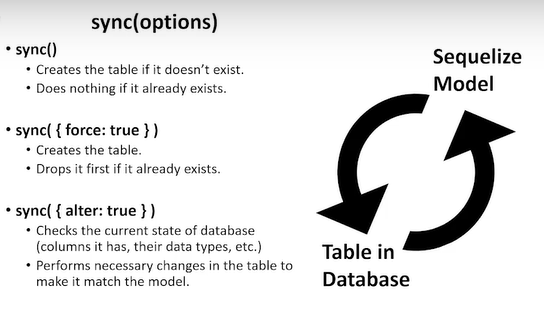 sync(options)
• sync()
• Creates the table if it doesn't exist.
• Does nothing if it already exists.
• sync( { force: true } )
• Creates the table.
• Drops it first if it already exists.
• sync( { alter: true } )
• Checks the current state of database
(columns it has, their data types, etc.)
• Performs necessary changes in the table to
make it match the model.
Sequelize
Model
Table in
Database